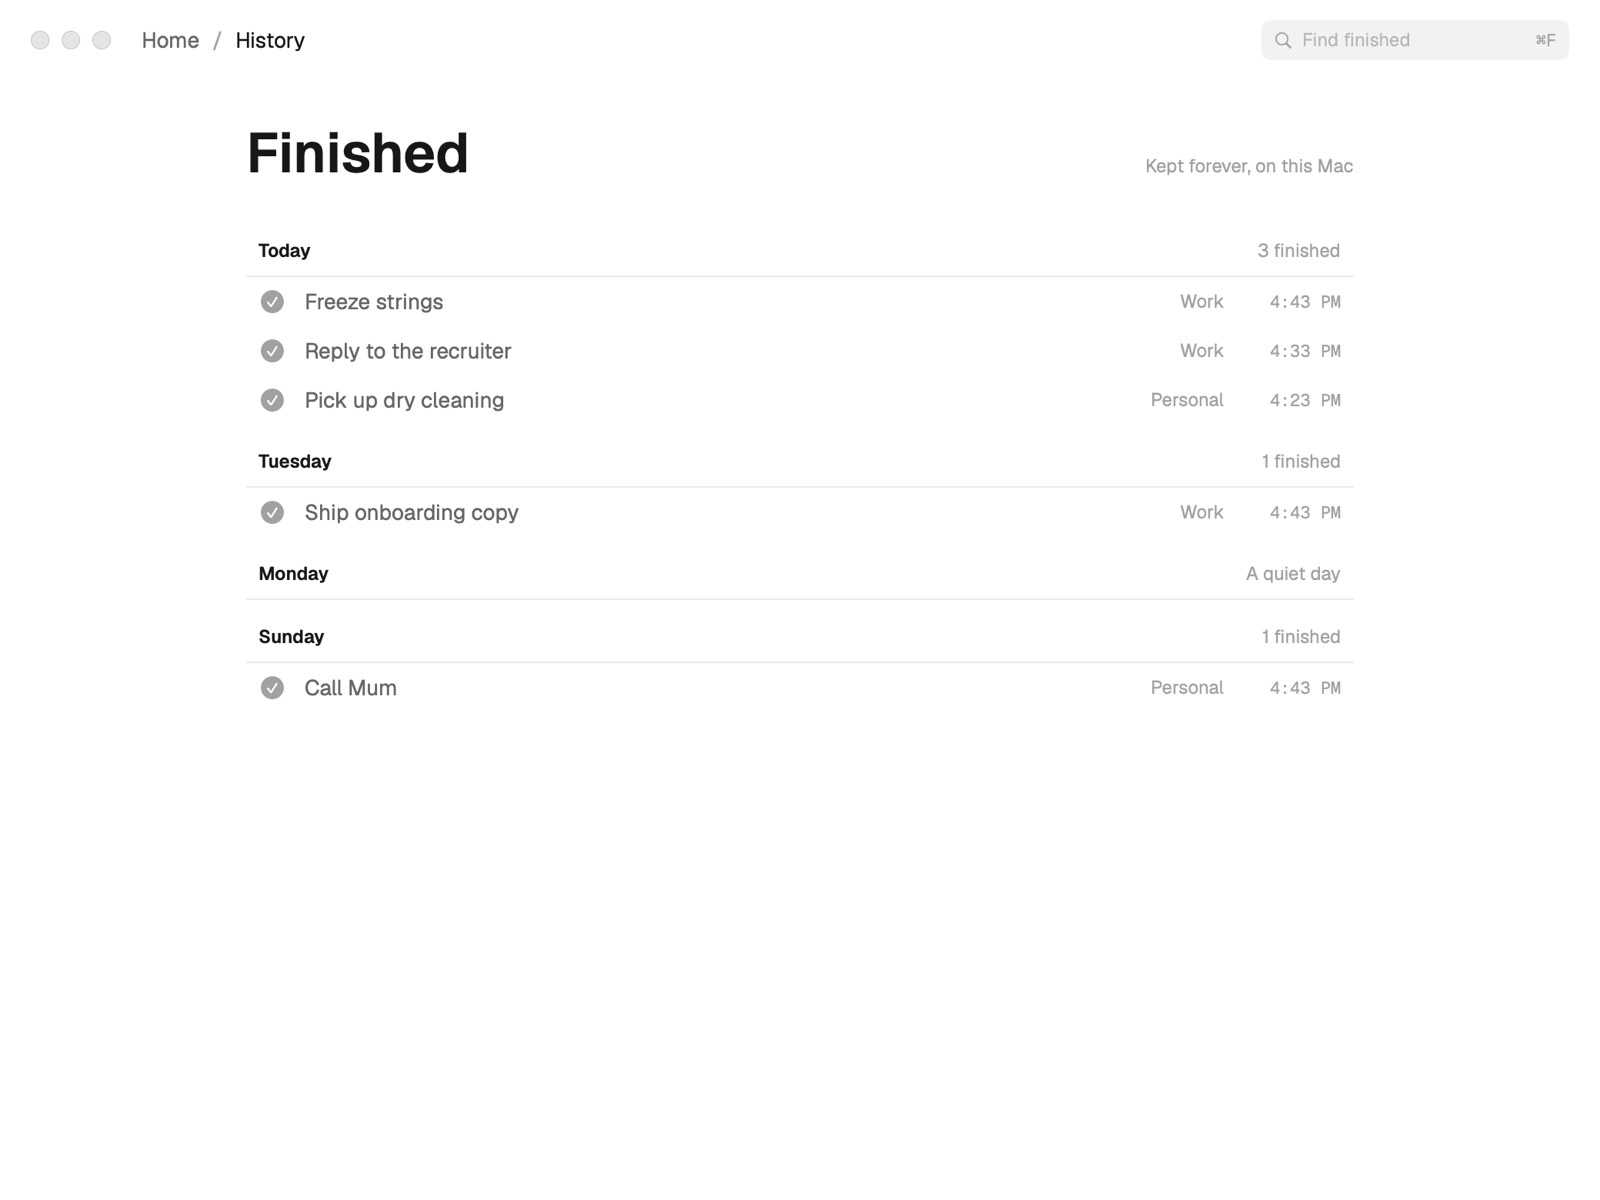 Home / History
Find finished ⌘F
Finished
Kept forever, on this Mac
Today 3 finished
Freeze strings Work 4:43 PM
Reply to the recruiter Work 4:33 PM
Pick up dry cleaning Personal 4:23 PM
Tuesday 1 finished
Ship onboarding copy Work 4:43 PM
Monday A quiet day
Sunday 1 finished
Call Mum Personal 4:43 PM